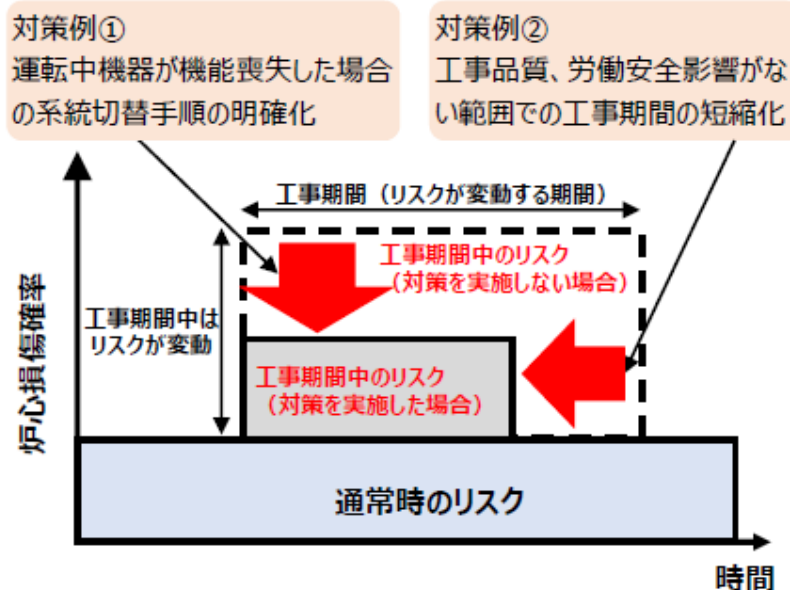 対策例①
運転中機器が機能喪失した場合
の系統切替手順の明確化
対策例②
工事品質、労働安全影響がな
い範囲での工事期間の短縮化
工事期間（リスクが変動する期間）
工事期間中のリスク
（対策を実施しない場合）
工事期間中は
リスクが変動
工事期間中のリスク
（対策を実施した場合）
炉心損傷確率
通常時のリスク
時間